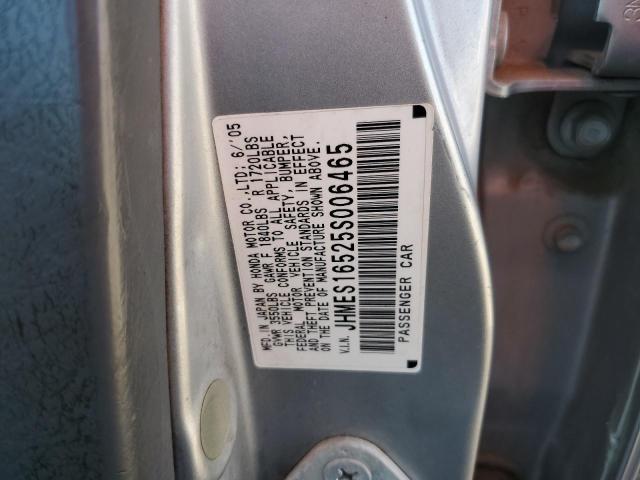 MFD. IN JAPAN BY HONDA MOTOR CO.,LTD; 6/'05
GVWR 3550LBS GAWR F 1840LBS R 1720LBS
THIS VEHICLE CONFORMS TO ALL APPLICABLE
FEDERAL MOTOR VEHICLE SAFETY, BUMPER,
AND THEFT PREVENTION STANDARDS IN EFFECT
ON THE DATE OF MANUFACTURE SHOWN ABOVE.
V.I.N. JHMES16525S006465
PASSENGER CAR